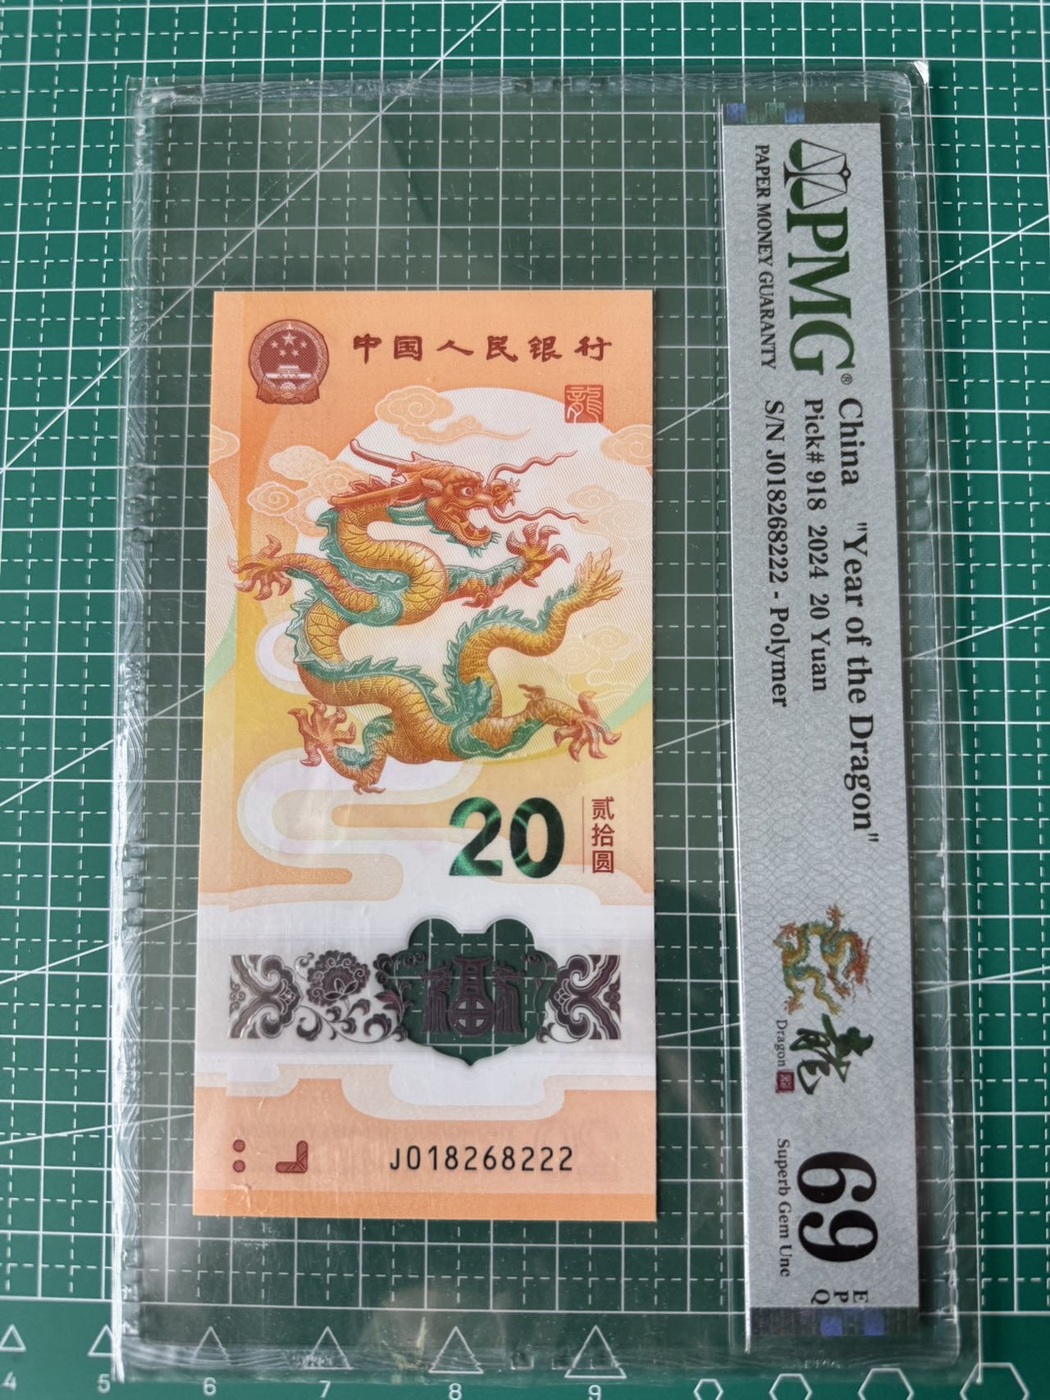 中国人民银行
龍
20
贰拾圆
福
J018268222
PMG®
PAPER MONEY GUARANTY
China "Year of the Dragon"
Pick# 918 2024 20 Yuan
S/N J018268222 - Polymer
龍
Dragon
69
EPQ
Superb Gem Unc
4 5 6 7 8 9